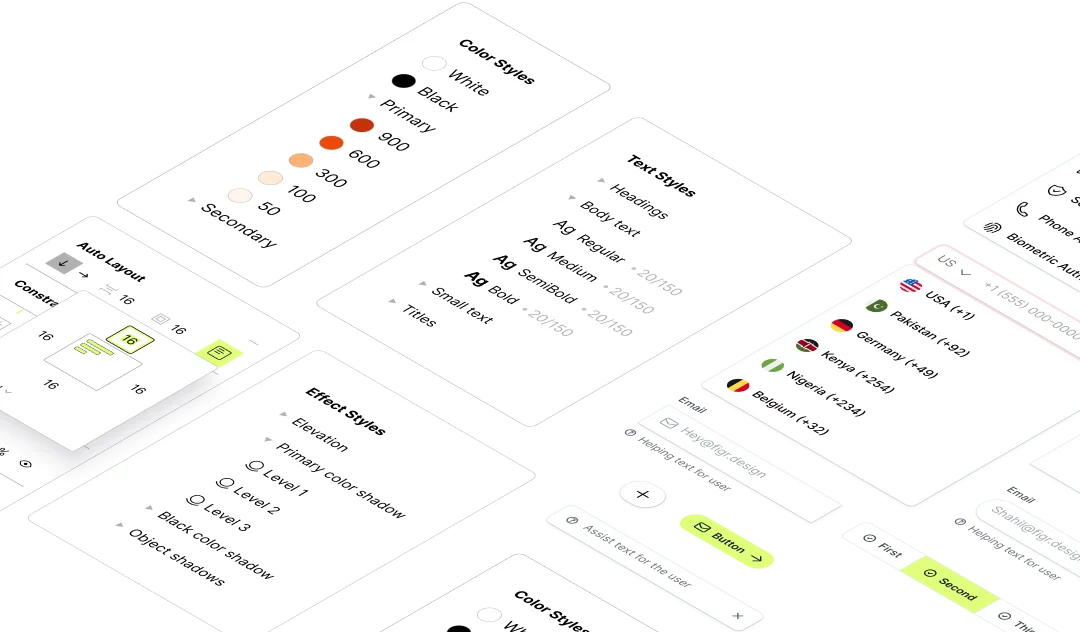 Color Styles
White
Black
Primary
900
600
300
100
50
Secondary
Text Styles
Headings
Body text
Ag Regular • 20/150
Ag Medium • 20/150
Ag SemiBold • 20/150
Ag Bold • 20/150
Small text
Titles
Auto Layout
16
16
16
16
16
16
Effect Styles
Elevation
Primary color shadow
Level 1
Level 2
Level 3
Black color shadow
Object shadows
Phone
Biometric
US
+1 (555) 000-0000
USA (+1)
Pakistan (+92)
Germany (+49)
Kenya (+254)
Nigeria (+234)
Belgium (+32)
Email
Hey@figr.design
Helping text for user
Button
Assist text for the user
Email
Shahil@figr.design
Helping text for user
First
Second
Color Styles